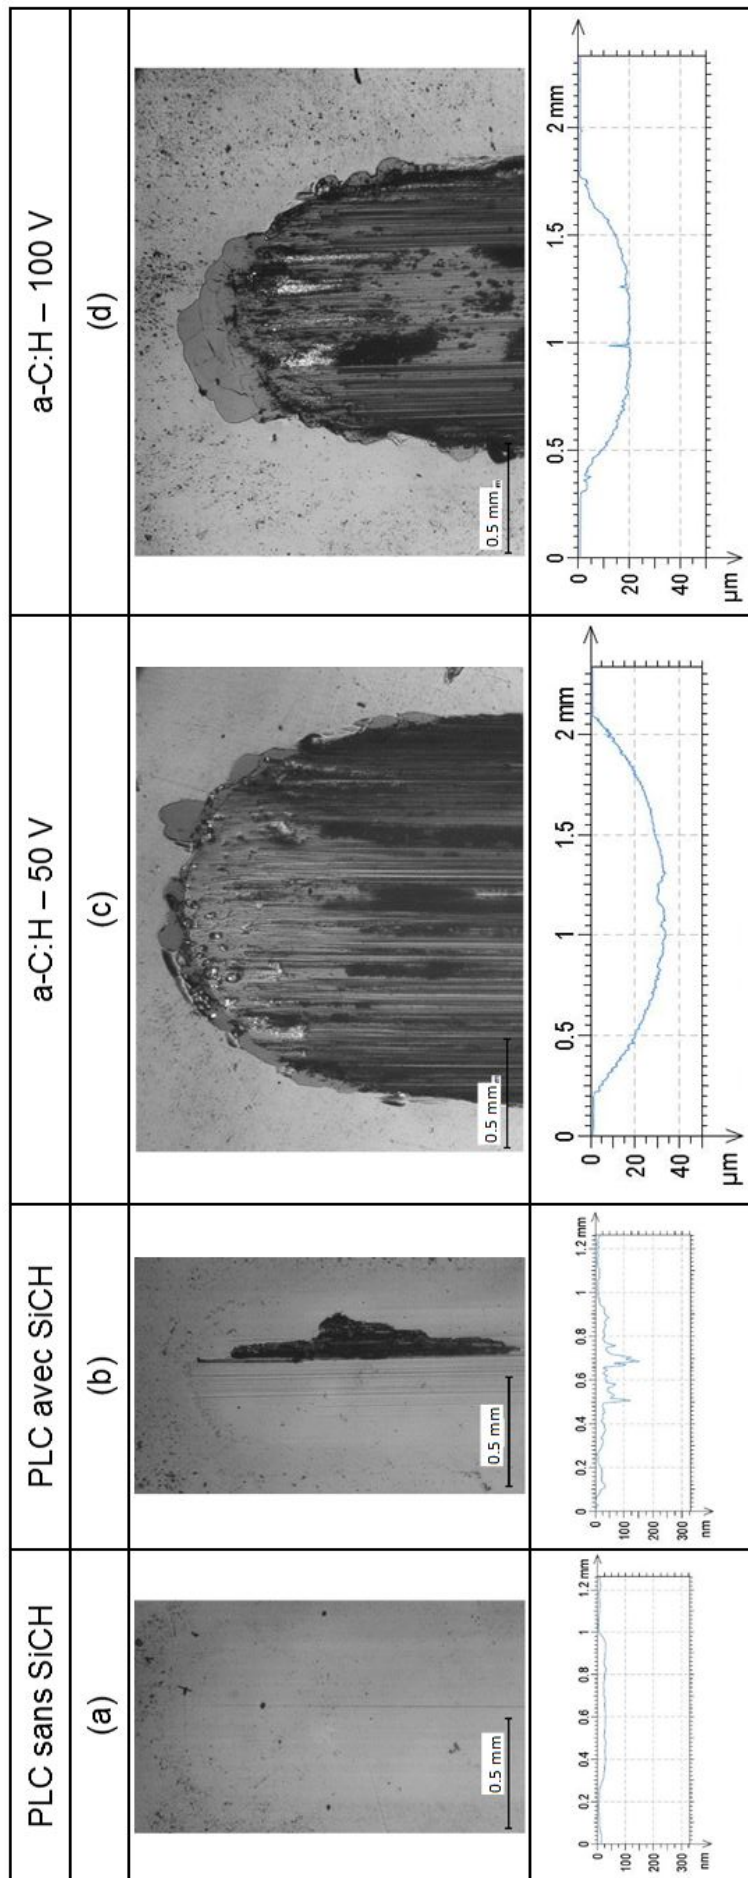 PLC sans SiCH
PLC avec SiCH
a-C:H – 50 V
a-C:H – 100 V
(a)
(b)
(c)
(d)
0.5 mm
0.5 mm
0.5 mm
0.5 mm
0 0.2 0.4 0.6 0.8 1 1.2 mm
0
100
200
300
nm
0 0.2 0.4 0.6 0.8 1 1.2 mm
0
100
200
300
nm
0 0.5 1 1.5 2 mm
0
20
40
µm
0 0.5 1 1.5 2 mm
0
20
40
µm